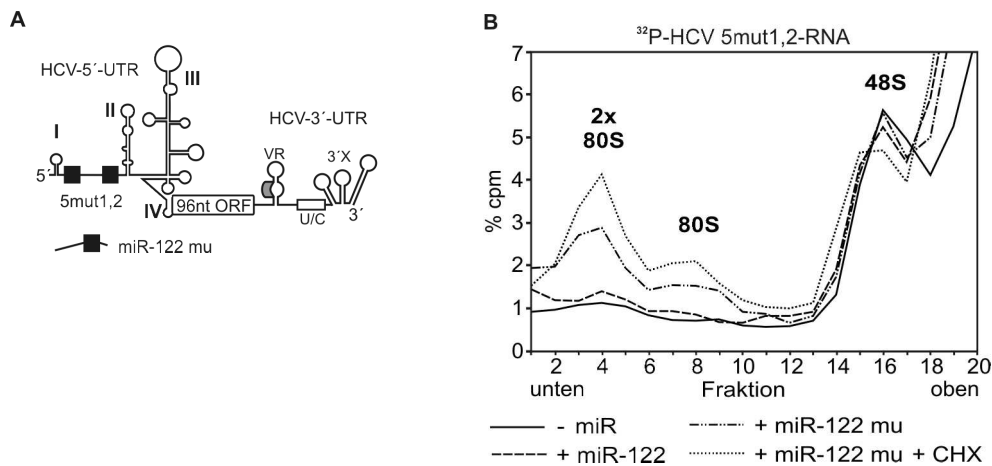 A
HCV-5´-UTR
III
II
I
HCV-3´-UTR
VR
3´X
5´
5mut1,2
IV
96nt ORF
U/C
3´
miR-122 mu
B
³²P-HCV 5mut1,2-RNA
7
6
5
4
3
2
1
0
% cpm
2x
80S
80S
48S
2 4 6 8 10 12 14 16 18 20
unten Fraktion oben
- miR
+ miR-122
+ miR-122 mu
+ miR-122 mu + CHX